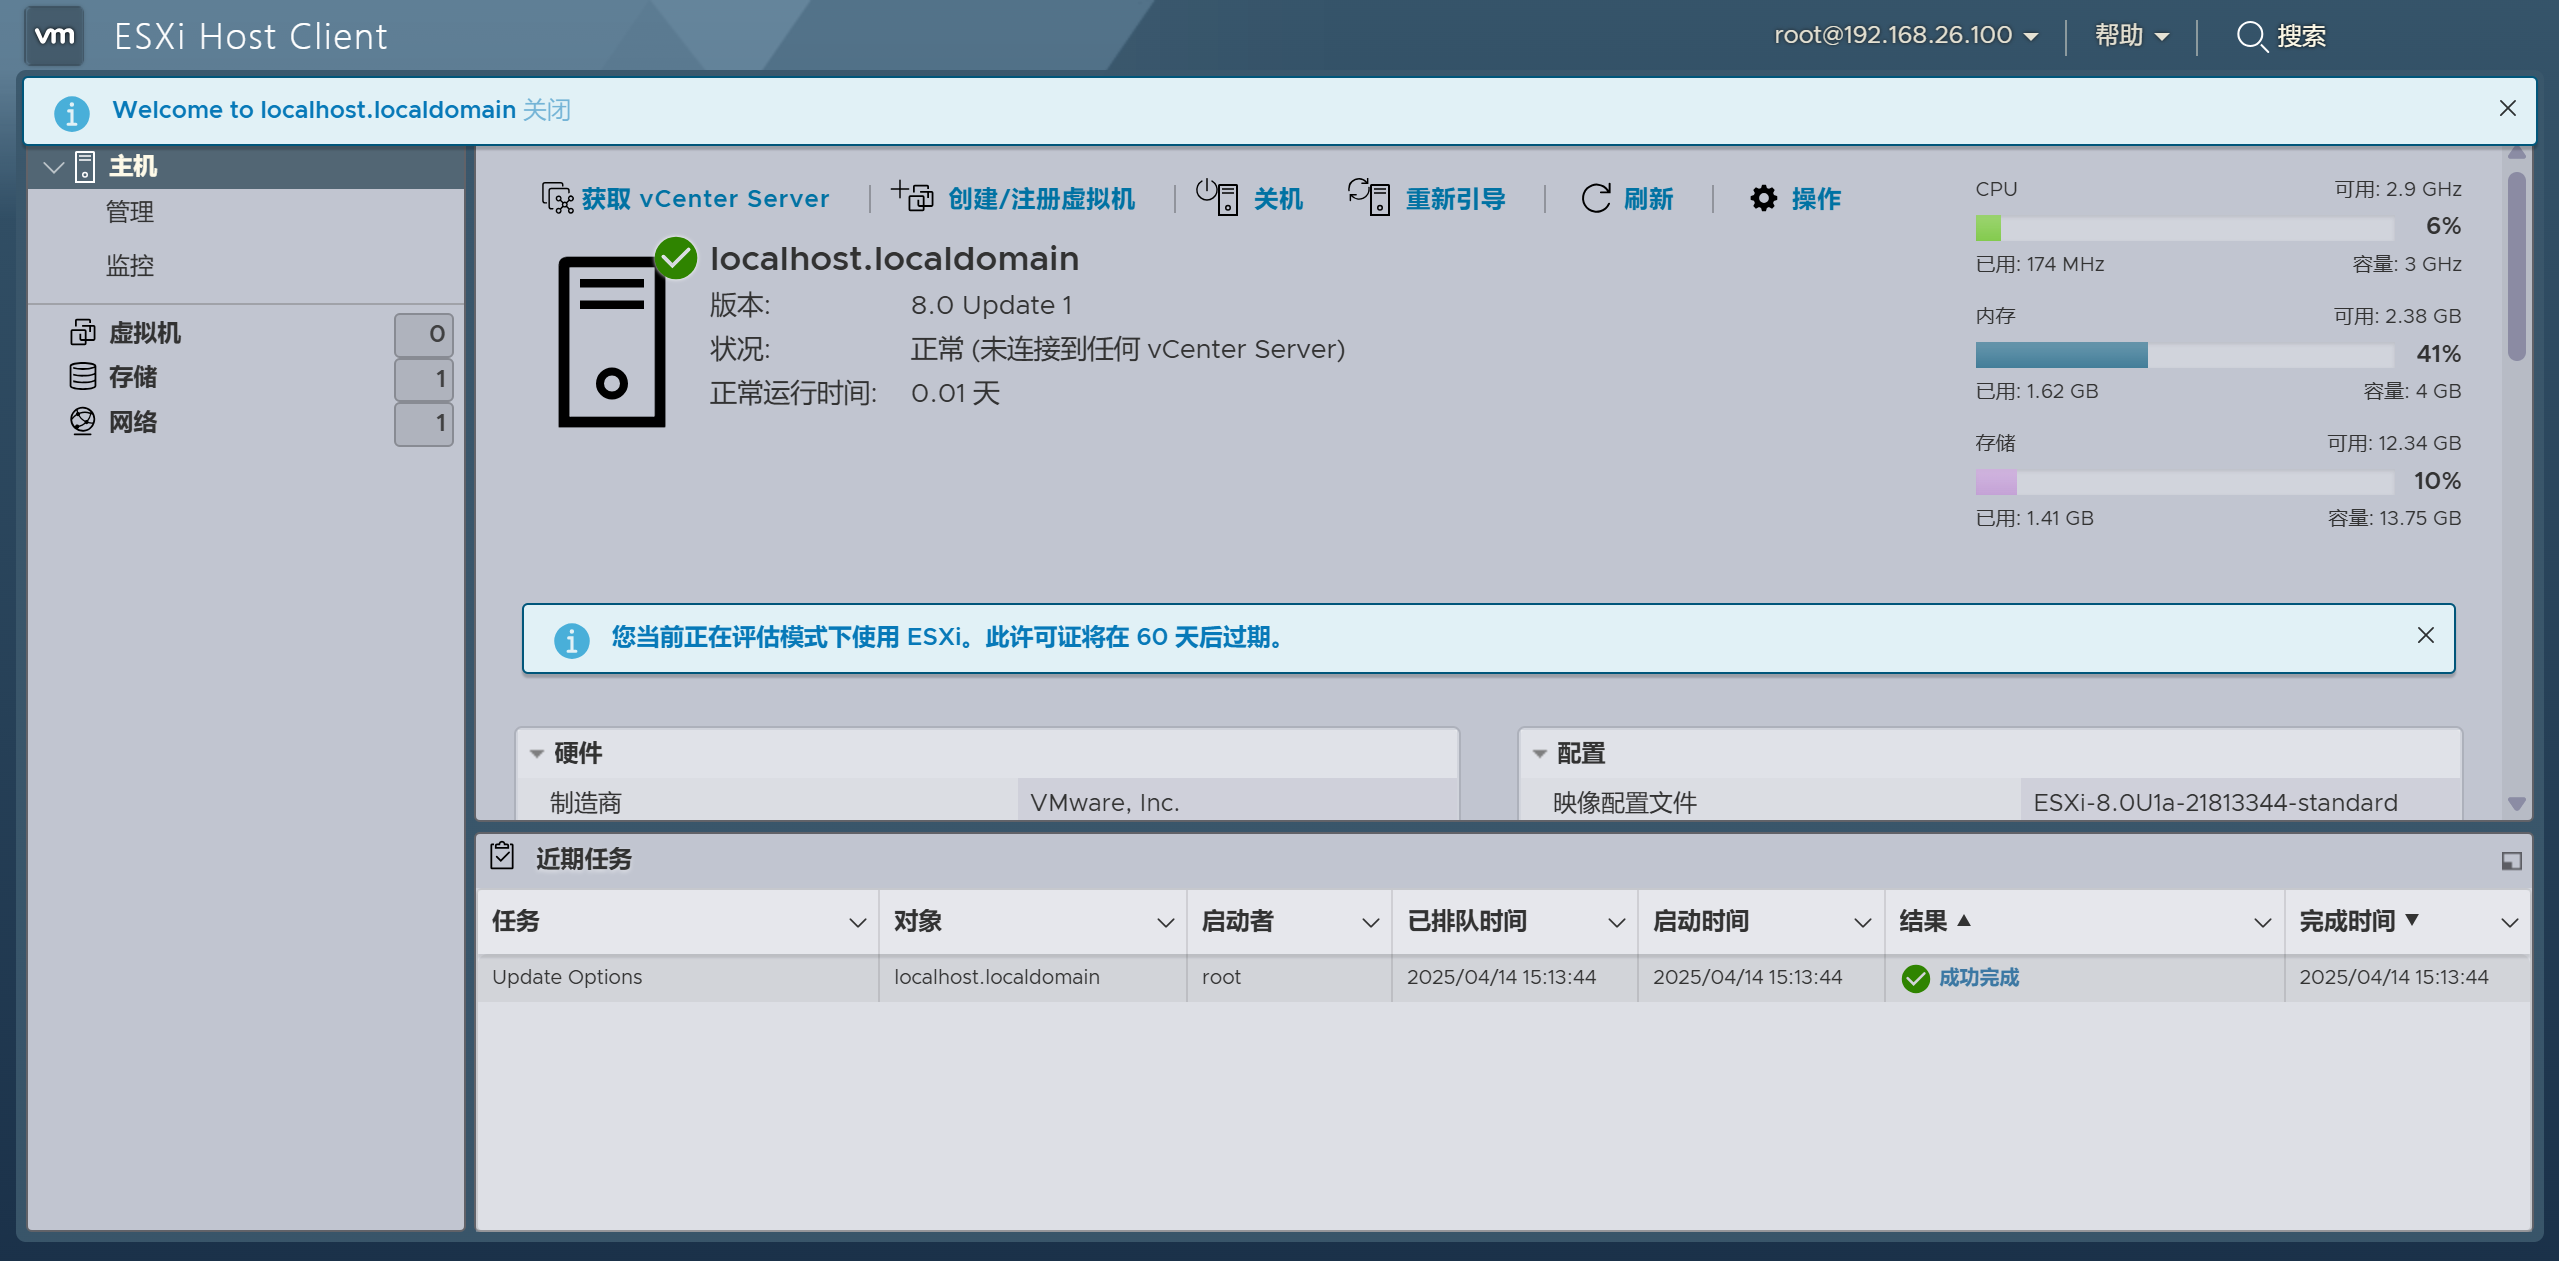 vm
ESXi Host Client
root@192.168.26.100
帮助
搜索
Welcome to localhost.localdomain 关闭
主机
管理
监控
虚拟机 0
存储 1
网络 1
获取 vCenter Server
创建/注册虚拟机
关机
重新引导
刷新
操作
localhost.localdomain
版本: 8.0 Update 1
状况: 正常 (未连接到任何 vCenter Server)
正常运行时间: 0.01 天
CPU 可用: 2.9 GHz
6%
已用: 174 MHz 容量: 3 GHz
内存 可用: 2.38 GB
41%
已用: 1.62 GB 容量: 4 GB
存储 可用: 12.34 GB
10%
已用: 1.41 GB 容量: 13.75 GB
您当前正在评估模式下使用 ESXi。此许可证将在 60 天后过期。
硬件
制造商 VMware, Inc.
配置
映像配置文件 ESXi-8.0U1a-21813344-standard
近期任务
任务 对象 启动者 已排队时间 启动时间 结果 完成时间
Update Options localhost.localdomain root 2025/04/14 15:13:44 2025/04/14 15:13:44 成功完成 2025/04/14 15:13:44